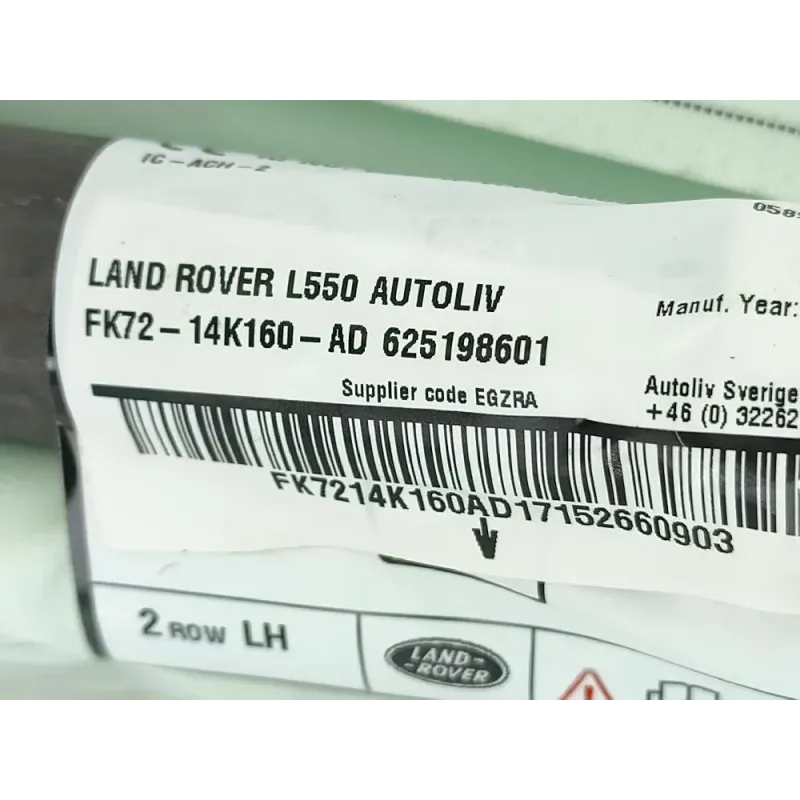 IC-ACH-2
LAND ROVER L550 AUTOLIV
FK72-14K160-AD 625198601
Supplier code EGZRA
Manuf. Year:
Autoliv Sverige
+46 (0) 32262
FK7214K160AD17152660903
2 ROW LH
LAND-
-ROVER